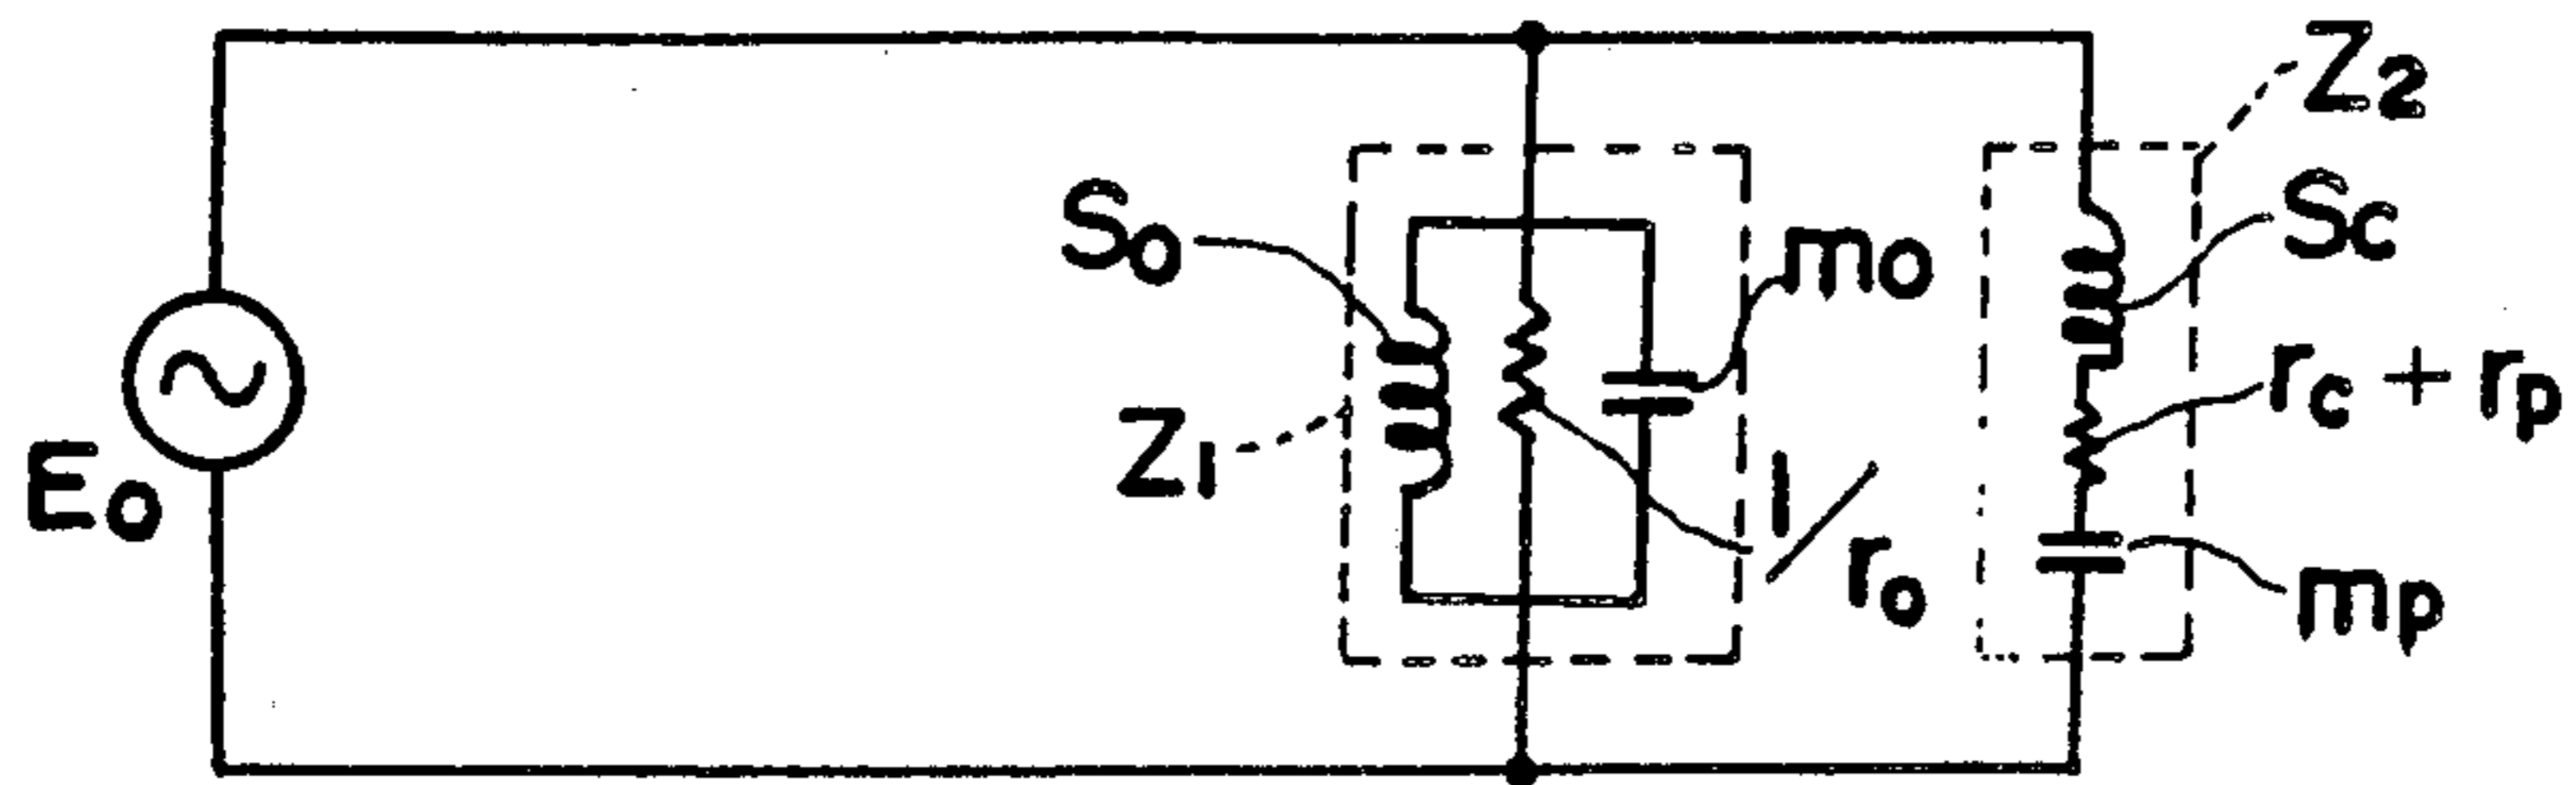 Z2
So
mo
Sc
rc + rp
Z1
Eo
1/ro
mp